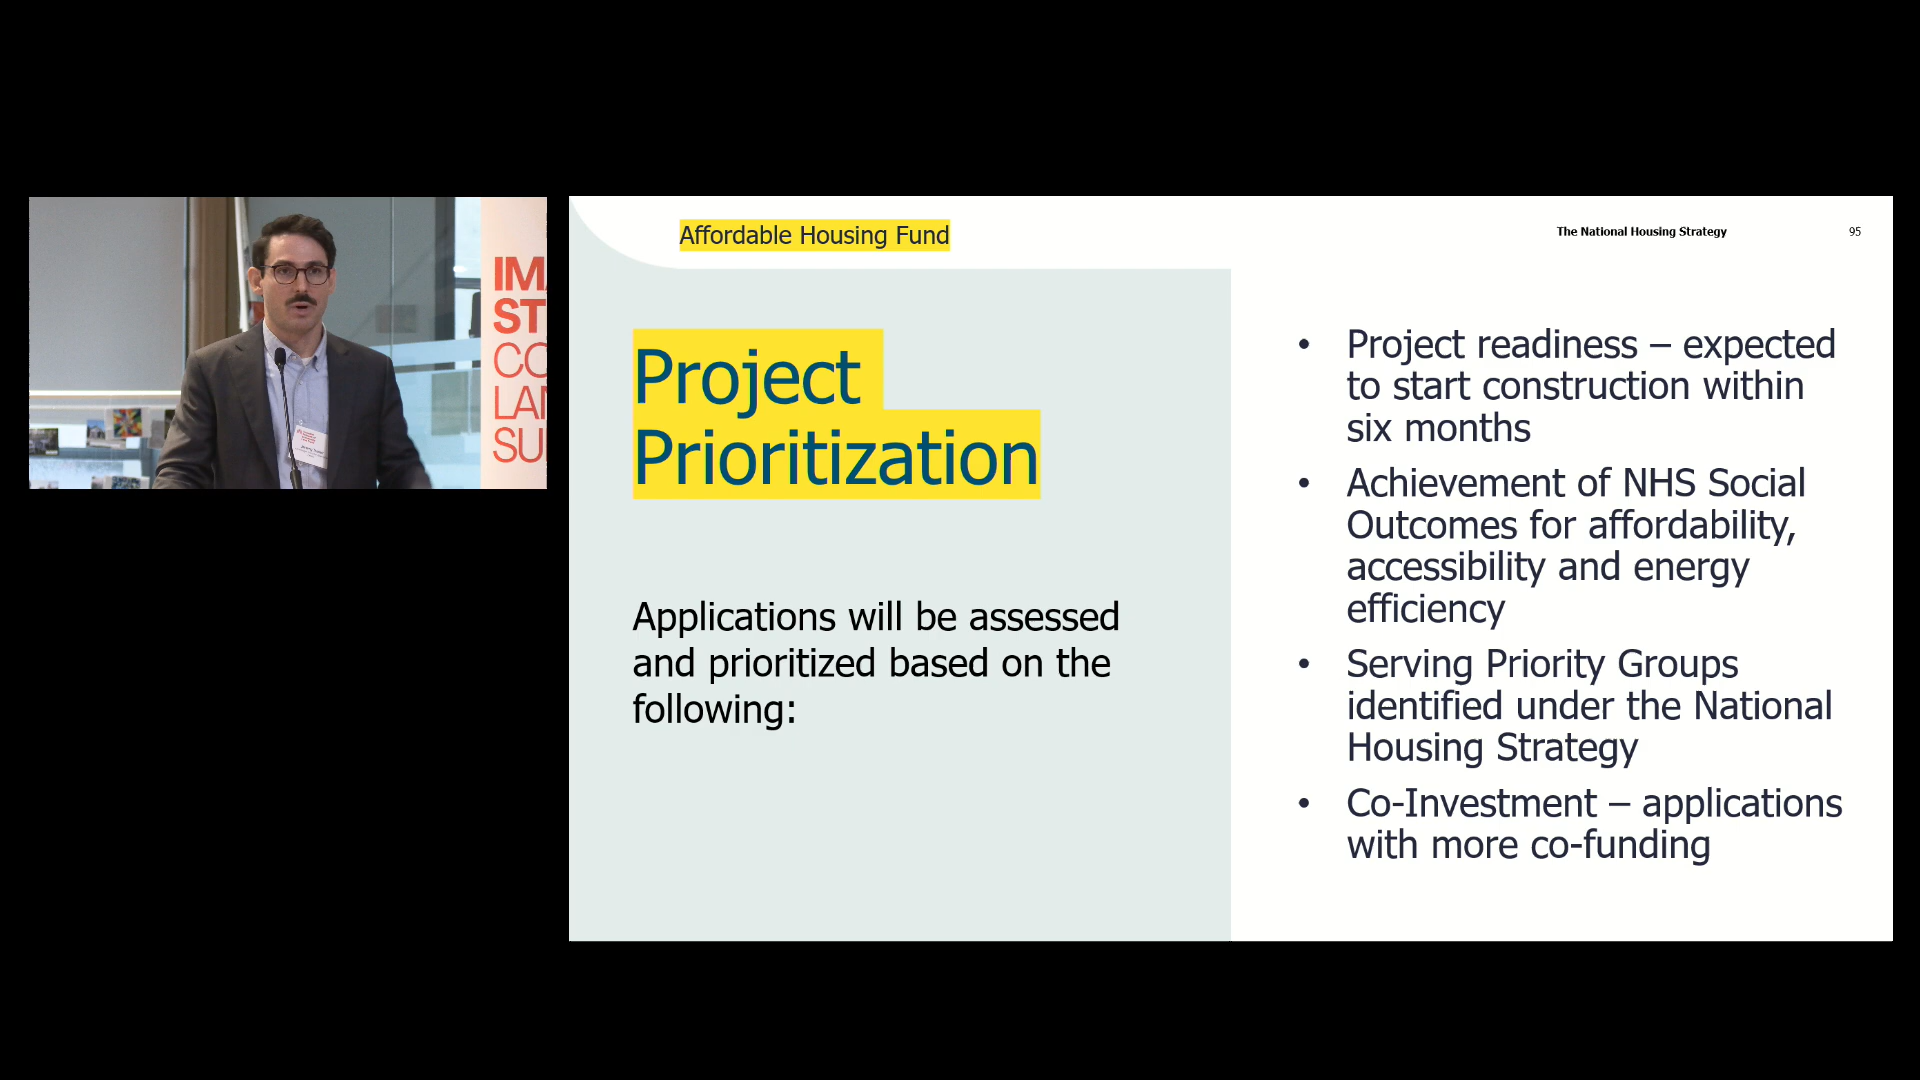 IM
ST
CO
LAN
SU
Affordable Housing Fund
The National Housing Strategy
95
Project
Prioritization
Applications will be assessed
and prioritized based on the
following:
• Project readiness – expected
to start construction within
six months
• Achievement of NHS Social
Outcomes for affordability,
accessibility and energy
efficiency
• Serving Priority Groups
identified under the National
Housing Strategy
• Co-Investment – applications
with more co-funding